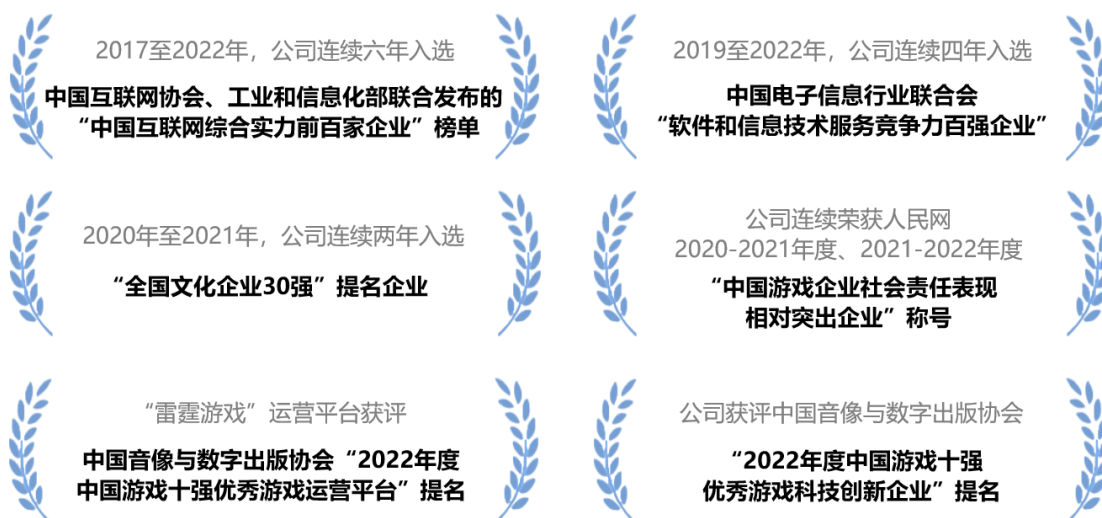 2017至2022年，公司连续六年入选
中国互联网协会、工业和信息化部联合发布的
“中国互联网综合实力前百家企业”榜单
2019至2022年，公司连续四年入选
中国电子信息行业联合会
“软件和信息技术服务竞争力百强企业”
2020年至2021年，公司连续两年入选
“全国文化企业30强”提名企业
公司连续荣获人民网
2020-2021年度、2021-2022年度
“中国游戏企业社会责任表现
相对突出企业”称号
“雷霆游戏”运营平台获评
中国音像与数字出版协会“2022年度
中国游戏十强优秀游戏运营平台”提名
公司获评中国音像与数字出版协会
“2022年度中国游戏十强
优秀游戏科技创新企业”提名